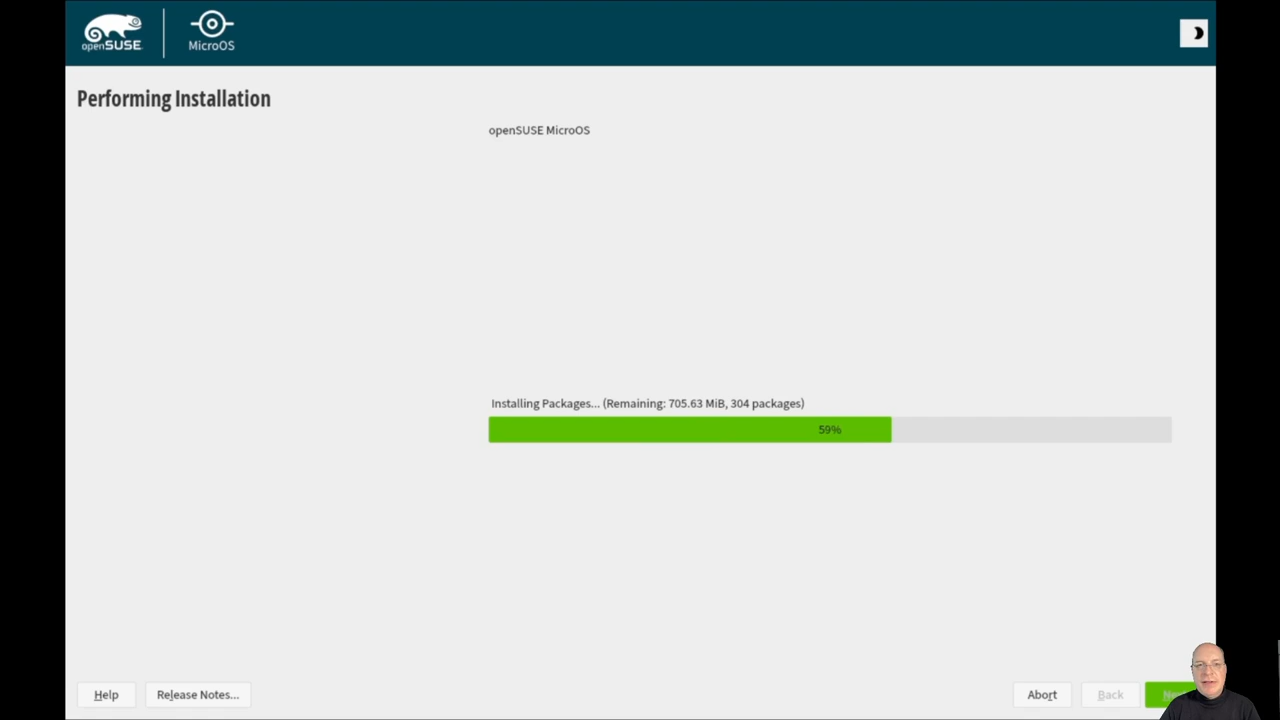 openSUSE
MicroOS
Performing Installation
openSUSE MicroOS
Installing Packages... (Remaining: 705.63 MiB, 304 packages)
59%
Help
Release Notes...
Abort
Back